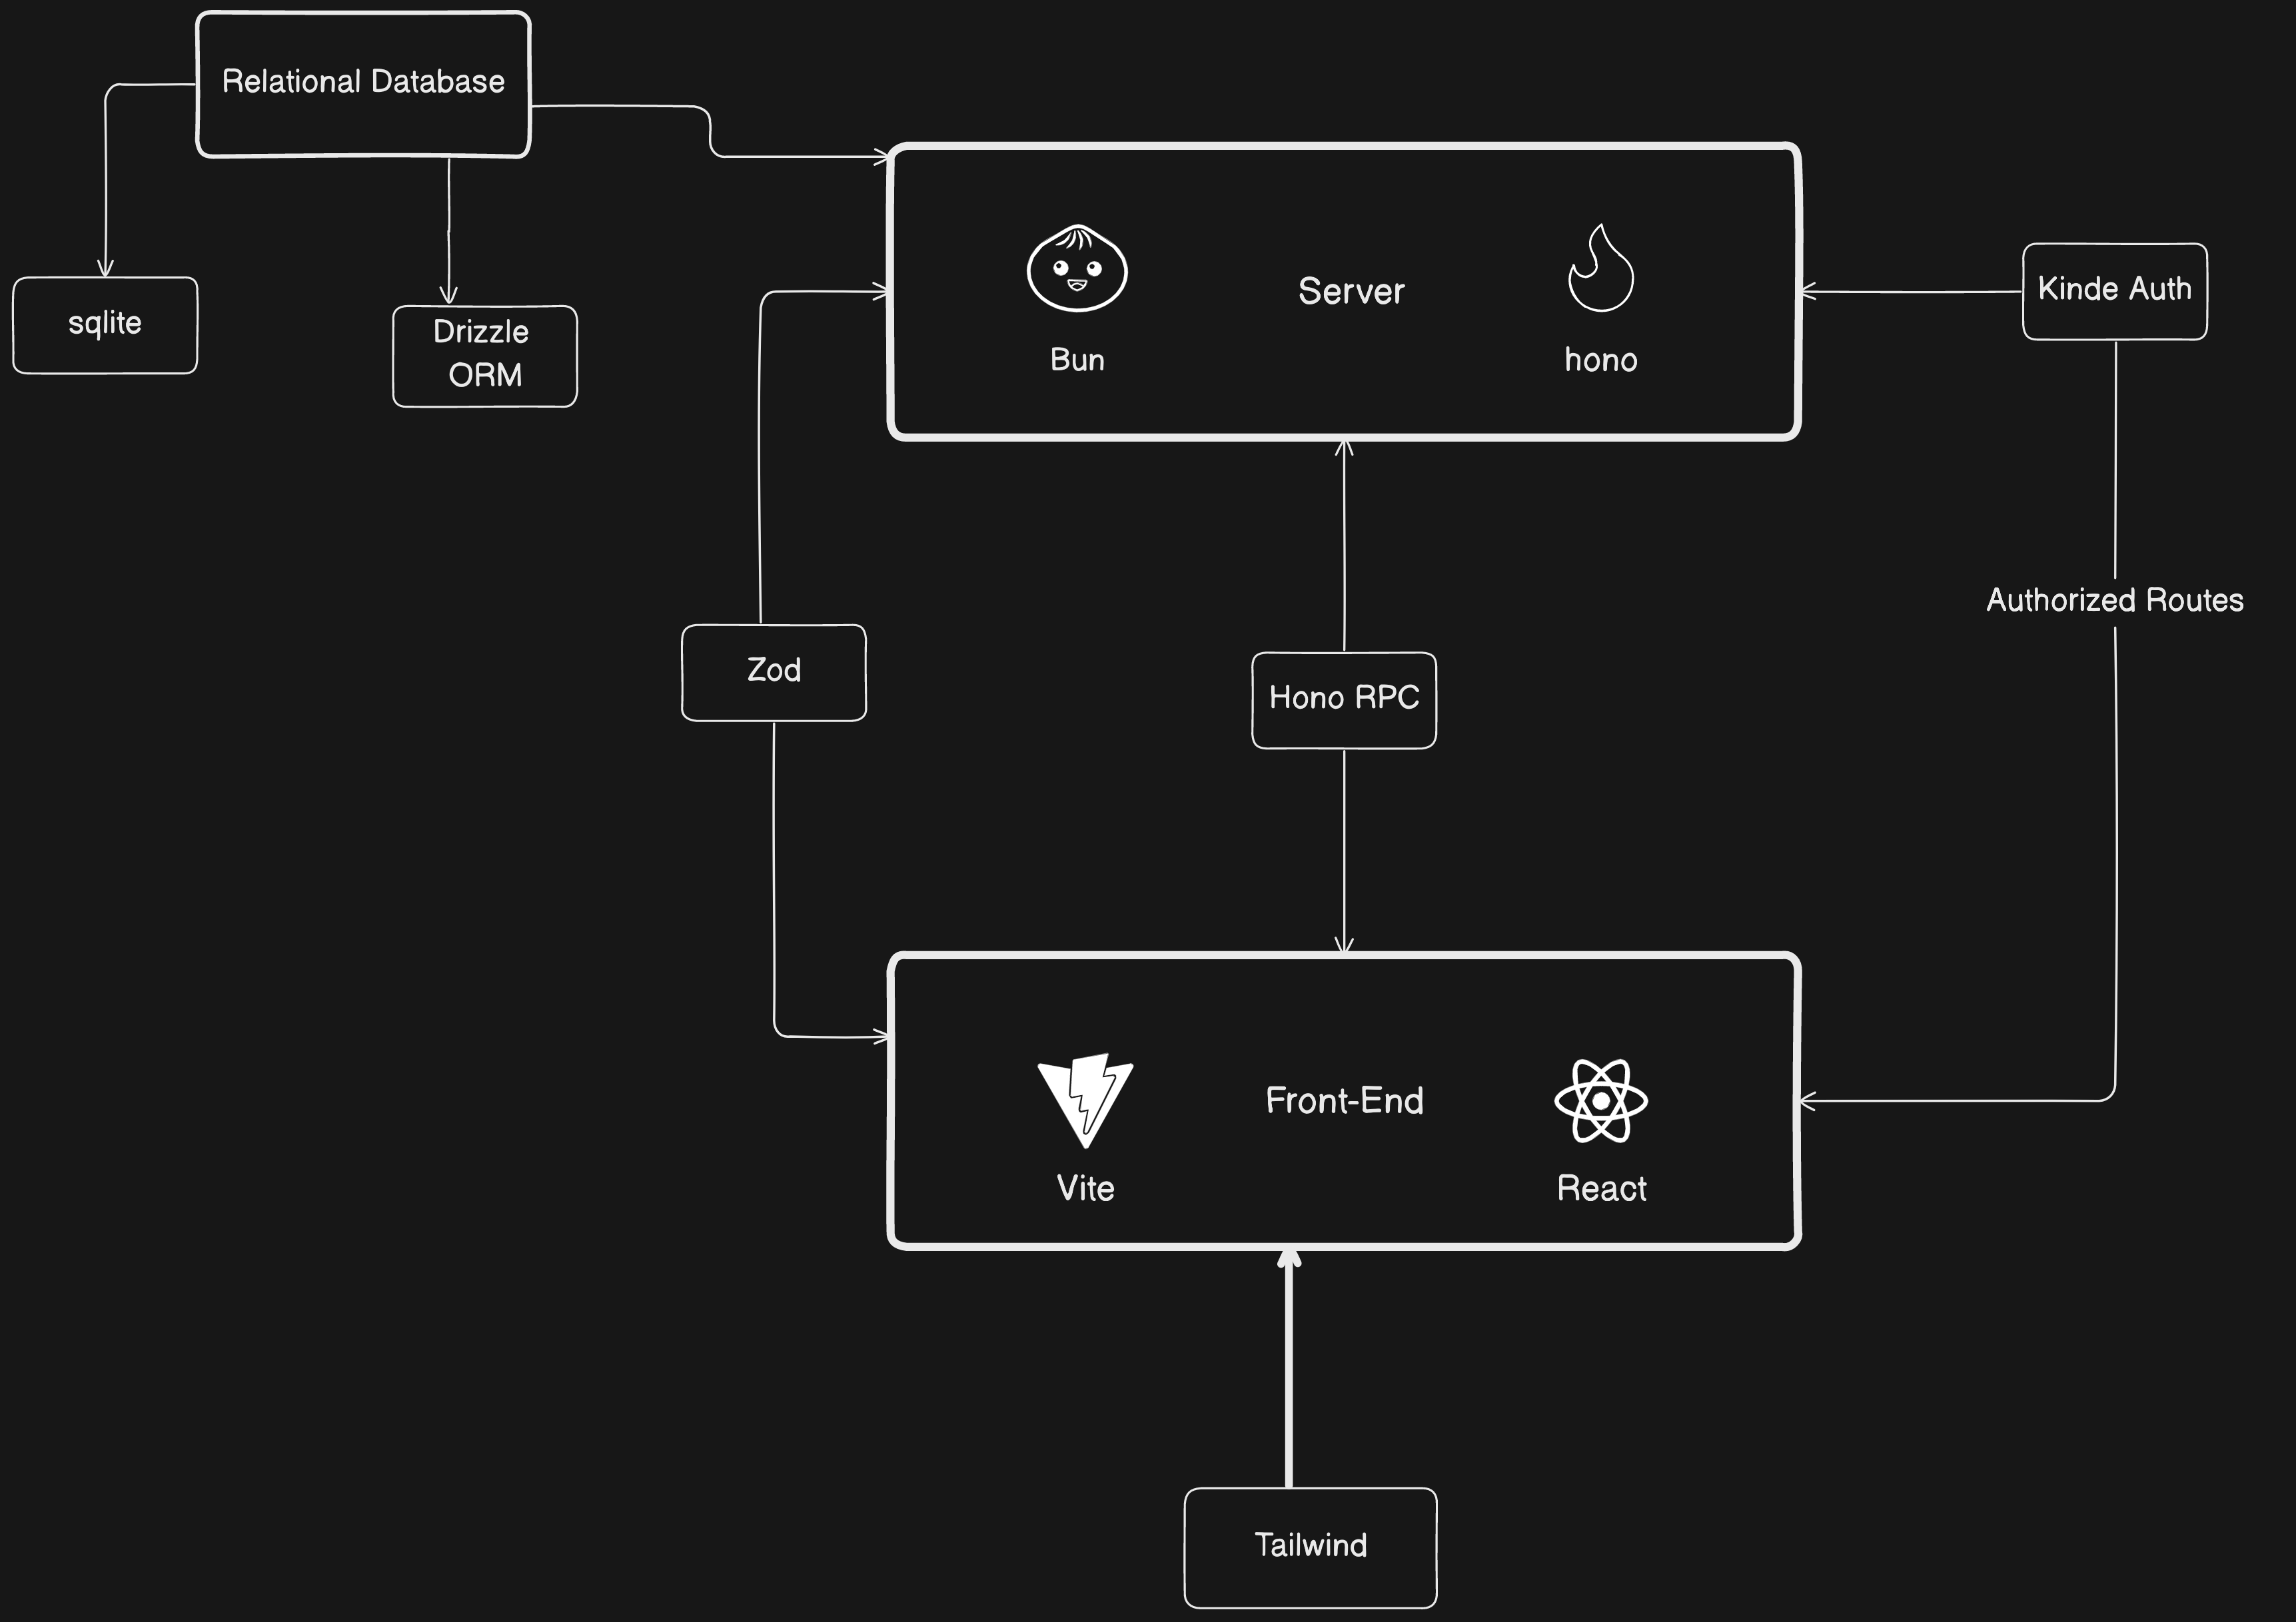 Relational Database
sqlite
Drizzle
ORM
Server
Bun
hono
Kinde Auth
Authorized Routes
Zod
Hono RPC
Front-End
Vite
React
Tailwind